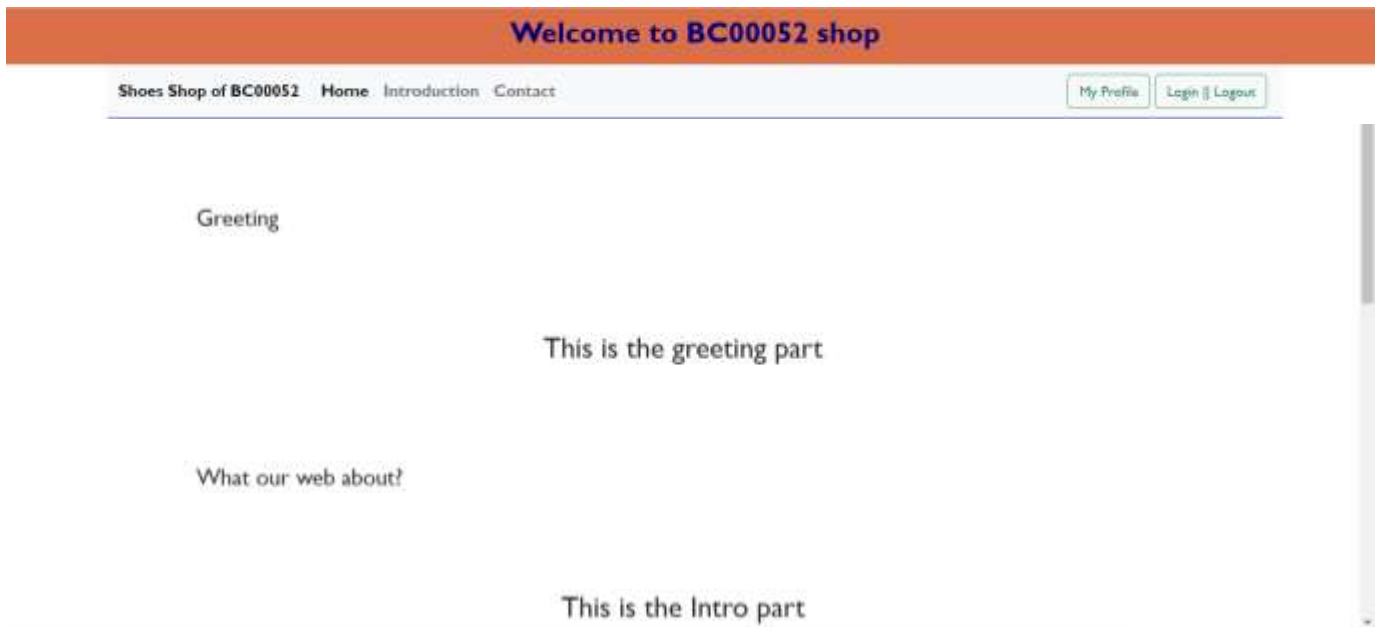 Welcome to BC00052 shop
Shoes Shop of BC00052 Home Introduction Contact My Profile Login || Logout
Greeting
This is the greeting part
What our web about?
This is the Intro part